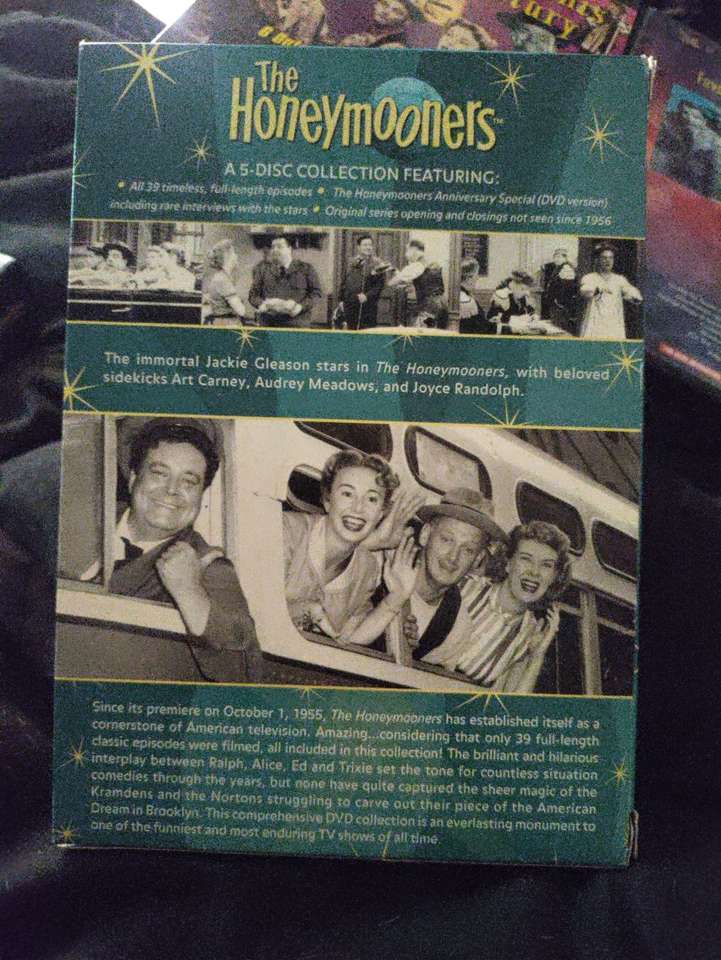 The
Honeymooners™
A 5-DISC COLLECTION FEATURING:
• All 39 timeless, full-length episodes • The Honeymooners Anniversary Special (DVD version)
including rare interviews with the stars • Original series opening and closings not seen since 1956
The immortal Jackie Gleason stars in The Honeymooners, with beloved
sidekicks Art Carney, Audrey Meadows, and Joyce Randolph.
Since its premiere on October 1, 1955, The Honeymooners has established itself as a
cornerstone of American television. Amazing...considering that only 39 full-length
classic episodes were filmed, all included in this collection! The brilliant and hilarious
interplay between Ralph, Alice, Ed and Trixie set the tone for countless situation
comedies through the years, but none have quite captured the sheer magic of the
Kramdens and the Nortons struggling to carve out their piece of the American
Dream in Brooklyn. This comprehensive DVD collection is an everlasting monument to
one of the funniest and most enduring TV shows of all time.